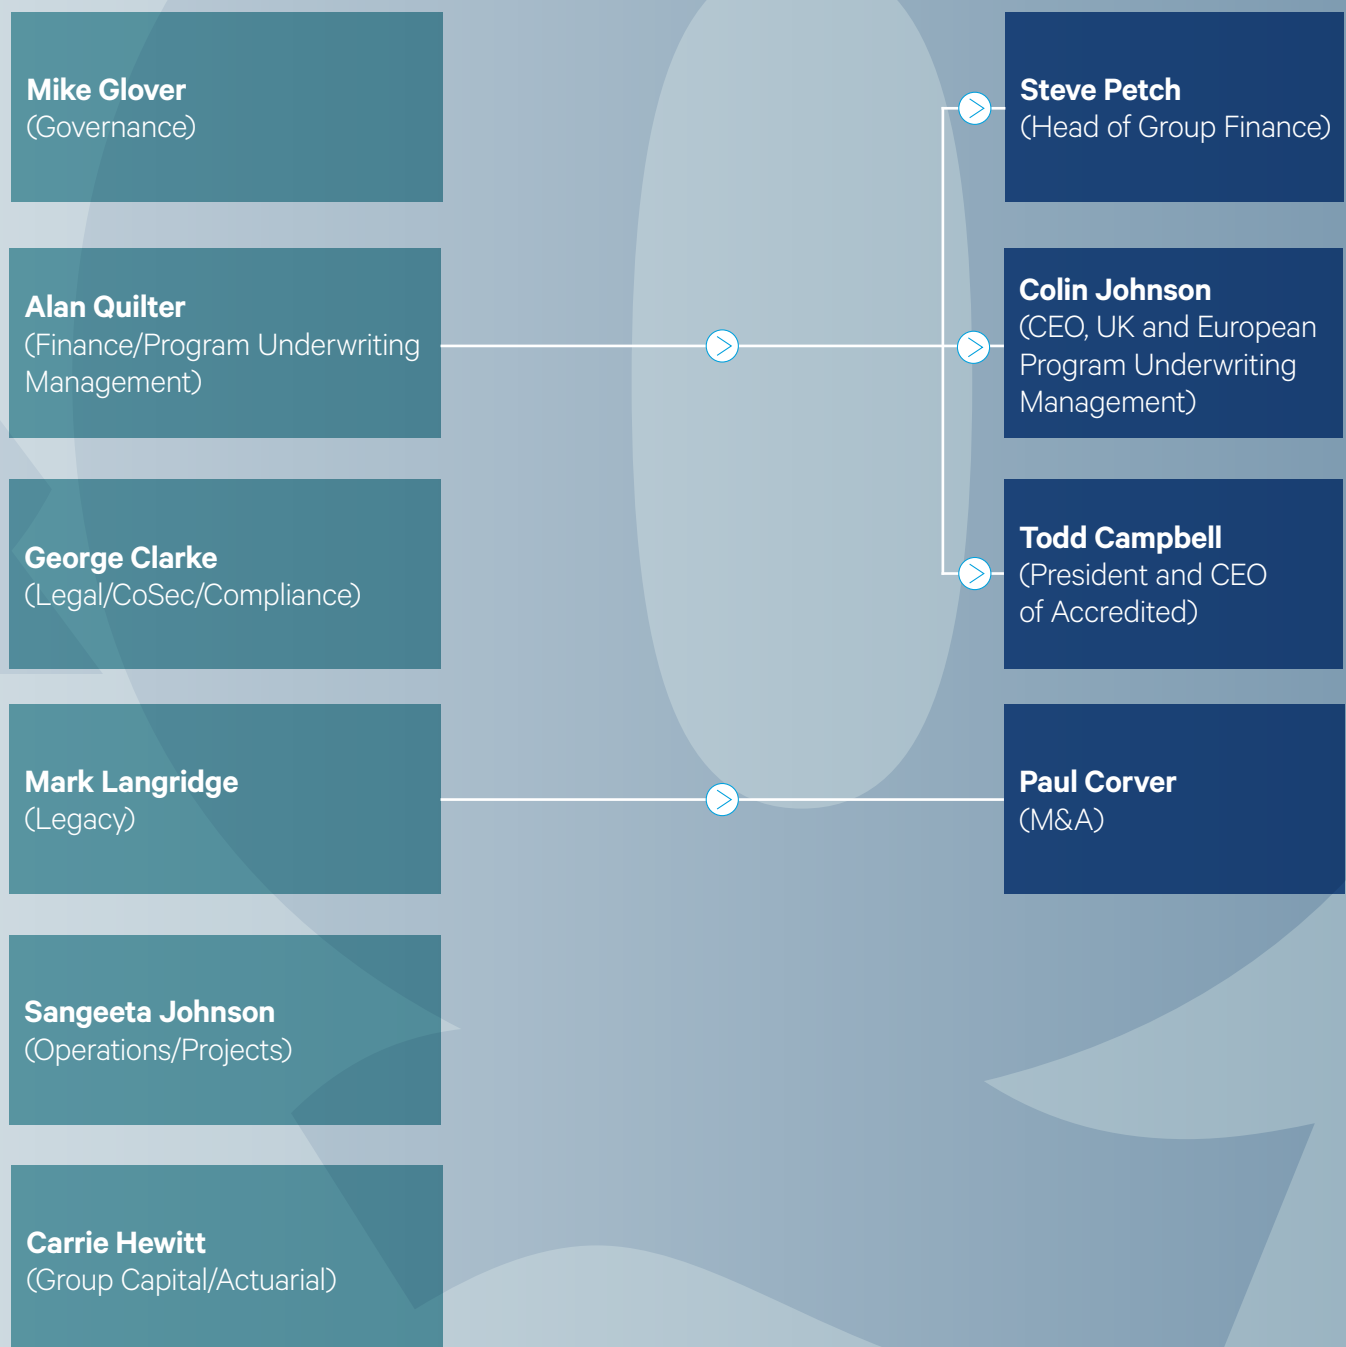 Mike Glover
(Governance)
Alan Quilter
(Finance/Program Underwriting
Management)
George Clarke
(Legal/CoSec/Compliance)
Mark Langridge
(Legacy)
Sangeeta Johnson
(Operations/Projects)
Carrie Hewitt
(Group Capital/Actuarial)
Steve Petch
(Head of Group Finance)
Colin Johnson
(CEO, UK and European
Program Underwriting
Management)
Todd Campbell
(President and CEO
of Accredited)
Paul Corver
(M&A)